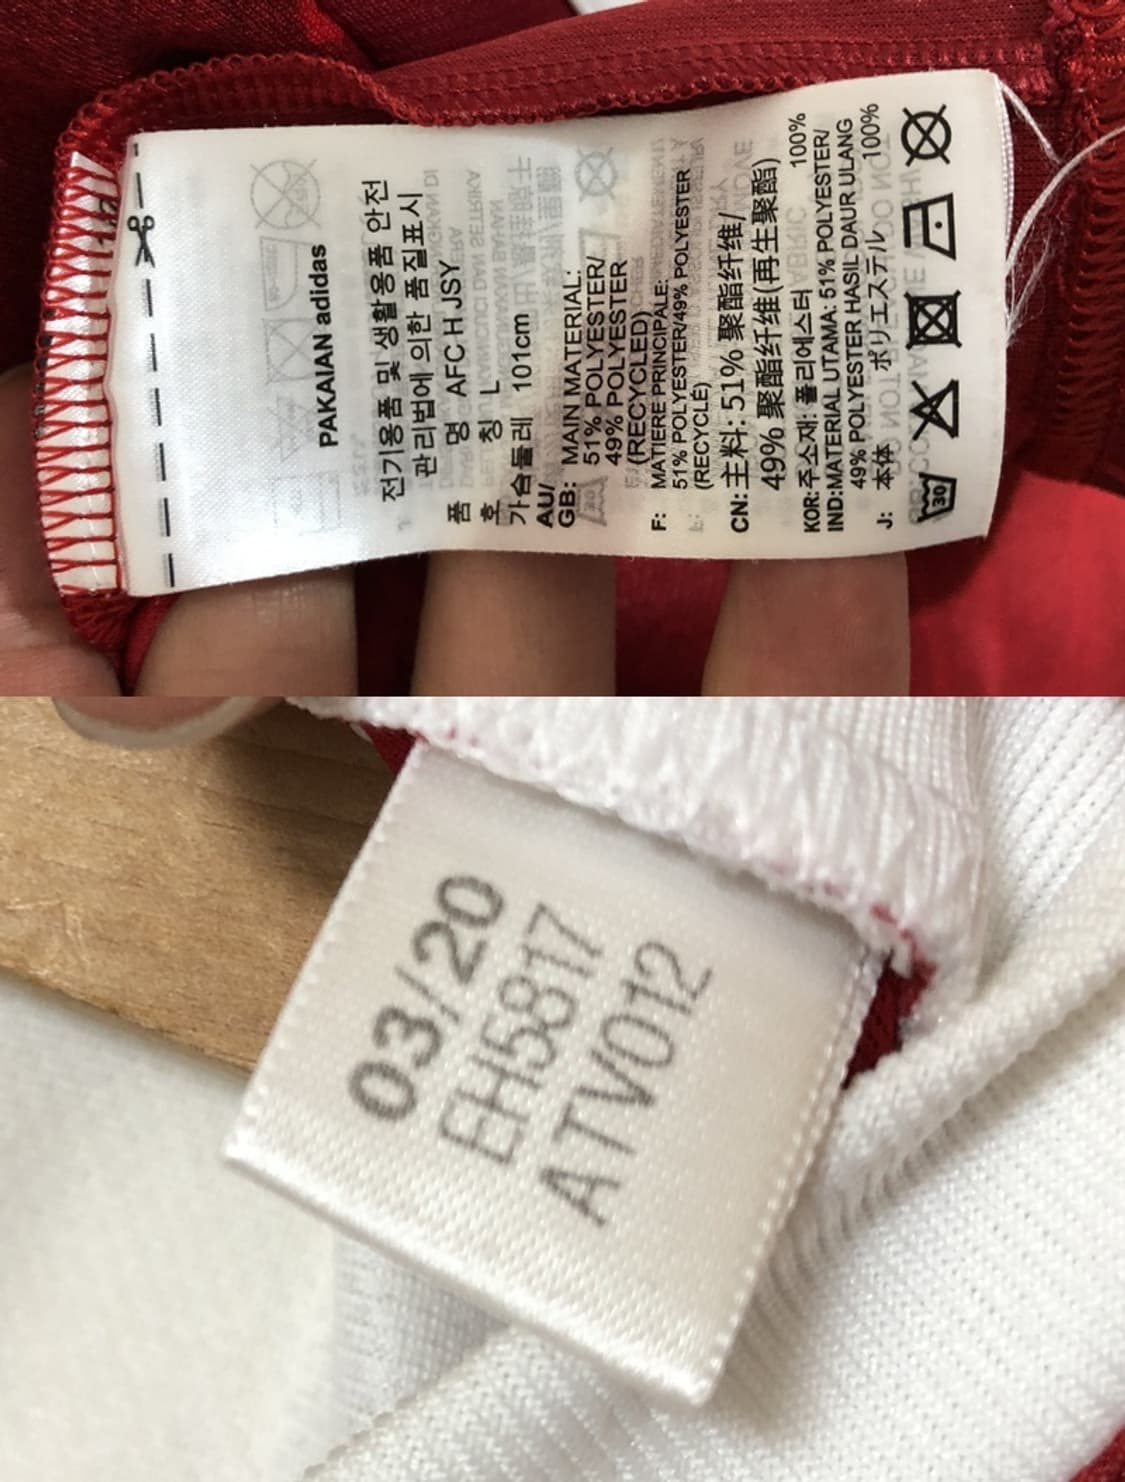 PAKAIAN adidas
전기용품 및 생활용품 안전
관리법에 의한 품질표시
품 명 AFC H JSY
호 칭 L
가슴둘레 101cm
AU/
GB: MAIN MATERIAL:
51% POLYESTER/
49% POLYESTER
(RECYCLED)
F: MATIERE PRINCIPALE:
51% POLYESTER/49% POLYESTER
(RECYCLÉ)
CN: 主料: 51% 聚酯纤维/
49% 聚酯纤维(再生聚酯)
KOR: 주소재: 폴리에스터 100%
IND:MATERIAL UTAMA: 51% POLYESTER/
49% POLYESTER HASIL DAUR ULANG
J: 本体 ポリエステル 100%
30
03/20
EH5817
ATV012